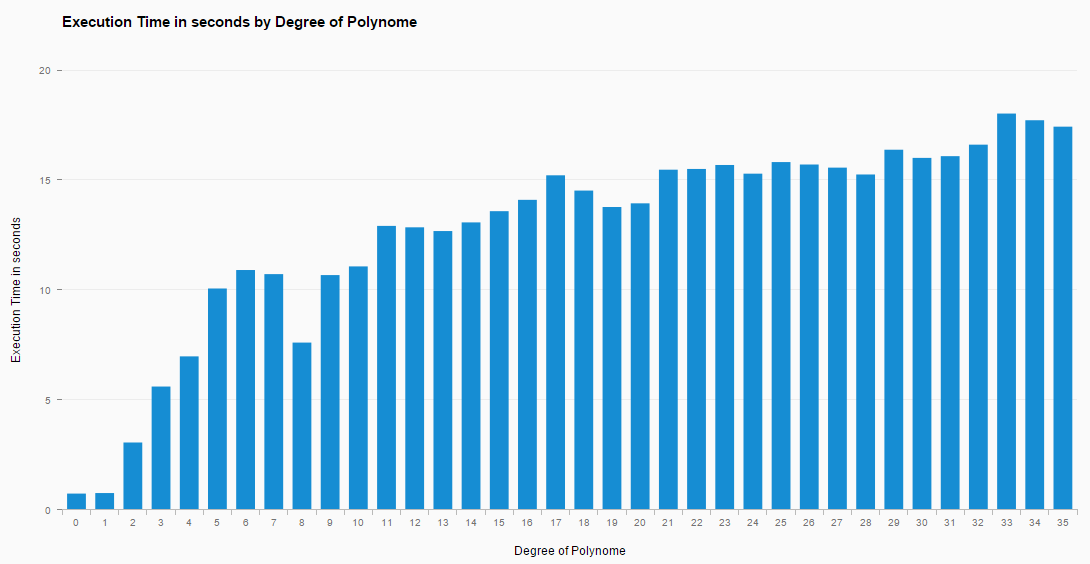 Execution Time in seconds by Degree of Polynome
20
15
10
5
0
Execution Time in seconds
0 1 2 3 4 5 6 7 8 9 10 11 12 13 14 15 16 17 18 19 20 21 22 23 24 25 26 27 28 29 30 31 32 33 34 35
Degree of Polynome